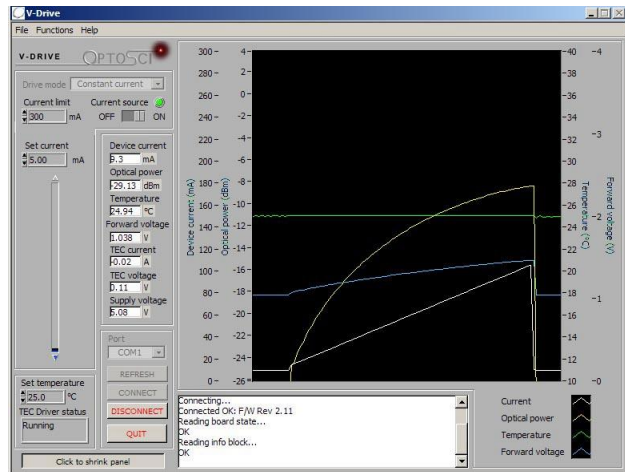 V-Drive
File Functions Help
V-DRIVE OPTOSCI
Drive mode Constant current
Current limit Current source
300 mA OFF ON
Set current
5.00 mA
Device current
9.3 mA
Optical power
-29.13 dBm
Temperature
24.94 °C
Forward voltage
1.038 V
TEC current
-0.02 A
TEC voltage
0.11 V
Supply voltage
5.08 V
Port
COM1
REFRESH
CONNECT
DISCONNECT
QUIT
Set temperature
25.0 °C
TEC Driver status
Running
Click to shrink panel
Device current (mA)
300
280
260
240
220
200
180
160
140
120
100
80
60
40
20
0
Optical power (dBm)
4
2
0
-2
-4
-6
-8
-10
-12
-14
-16
-18
-20
-22
-24
-26
40
38
36
34
32
30
28
26
24
22
20
18
16
14
12
10
Temperature (°C)
4
3
2
1
0
Forward voltage (V)
Connecting...
Connected OK: F/W Rev 2.11
Reading board state...
OK
Reading info block...
OK
Current
Optical power
Temperature
Forward voltage